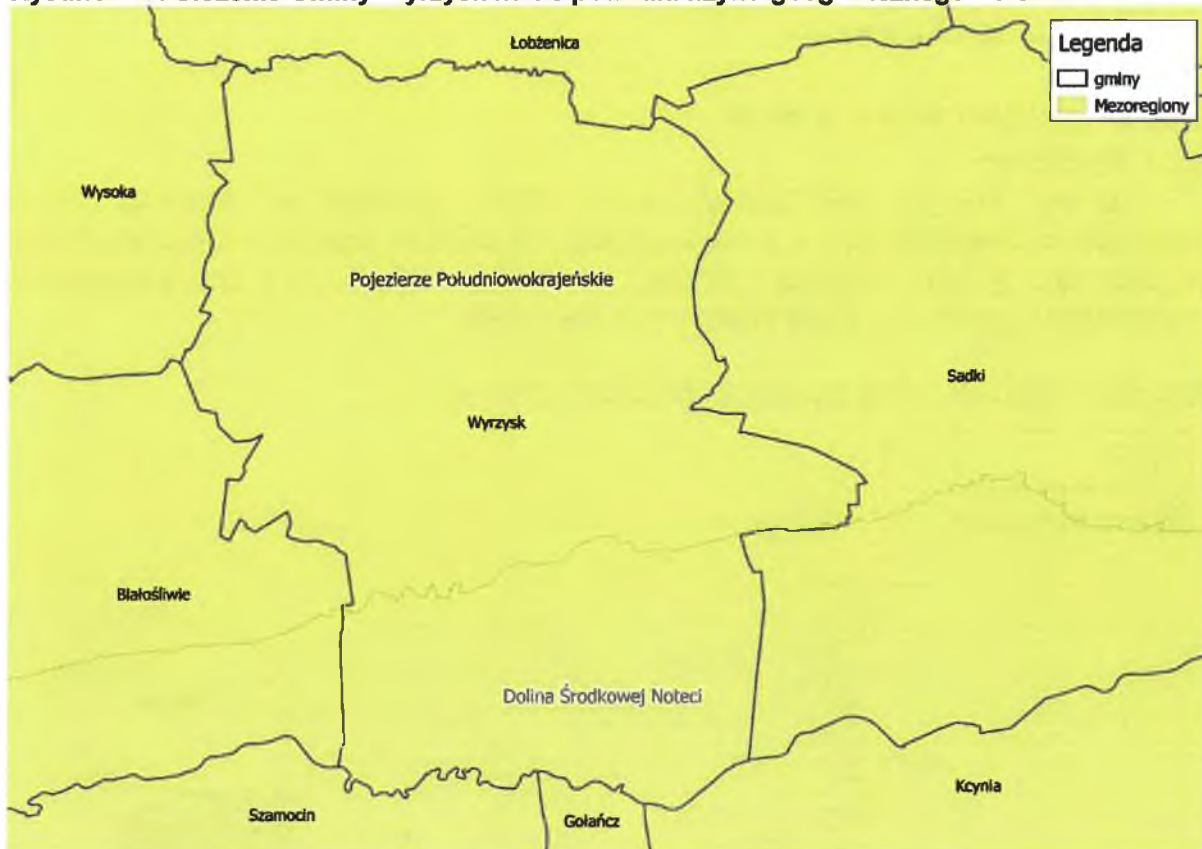 Łobżenica
Legenda
gminy
Mezoregiony
Wysoka
Pojezierze Południowokrajeńskie
Sadki
Wyrzysk
Białośliwie
Dolina Środkowej Noteci
Kcynia
Szamocin
Gołańcz